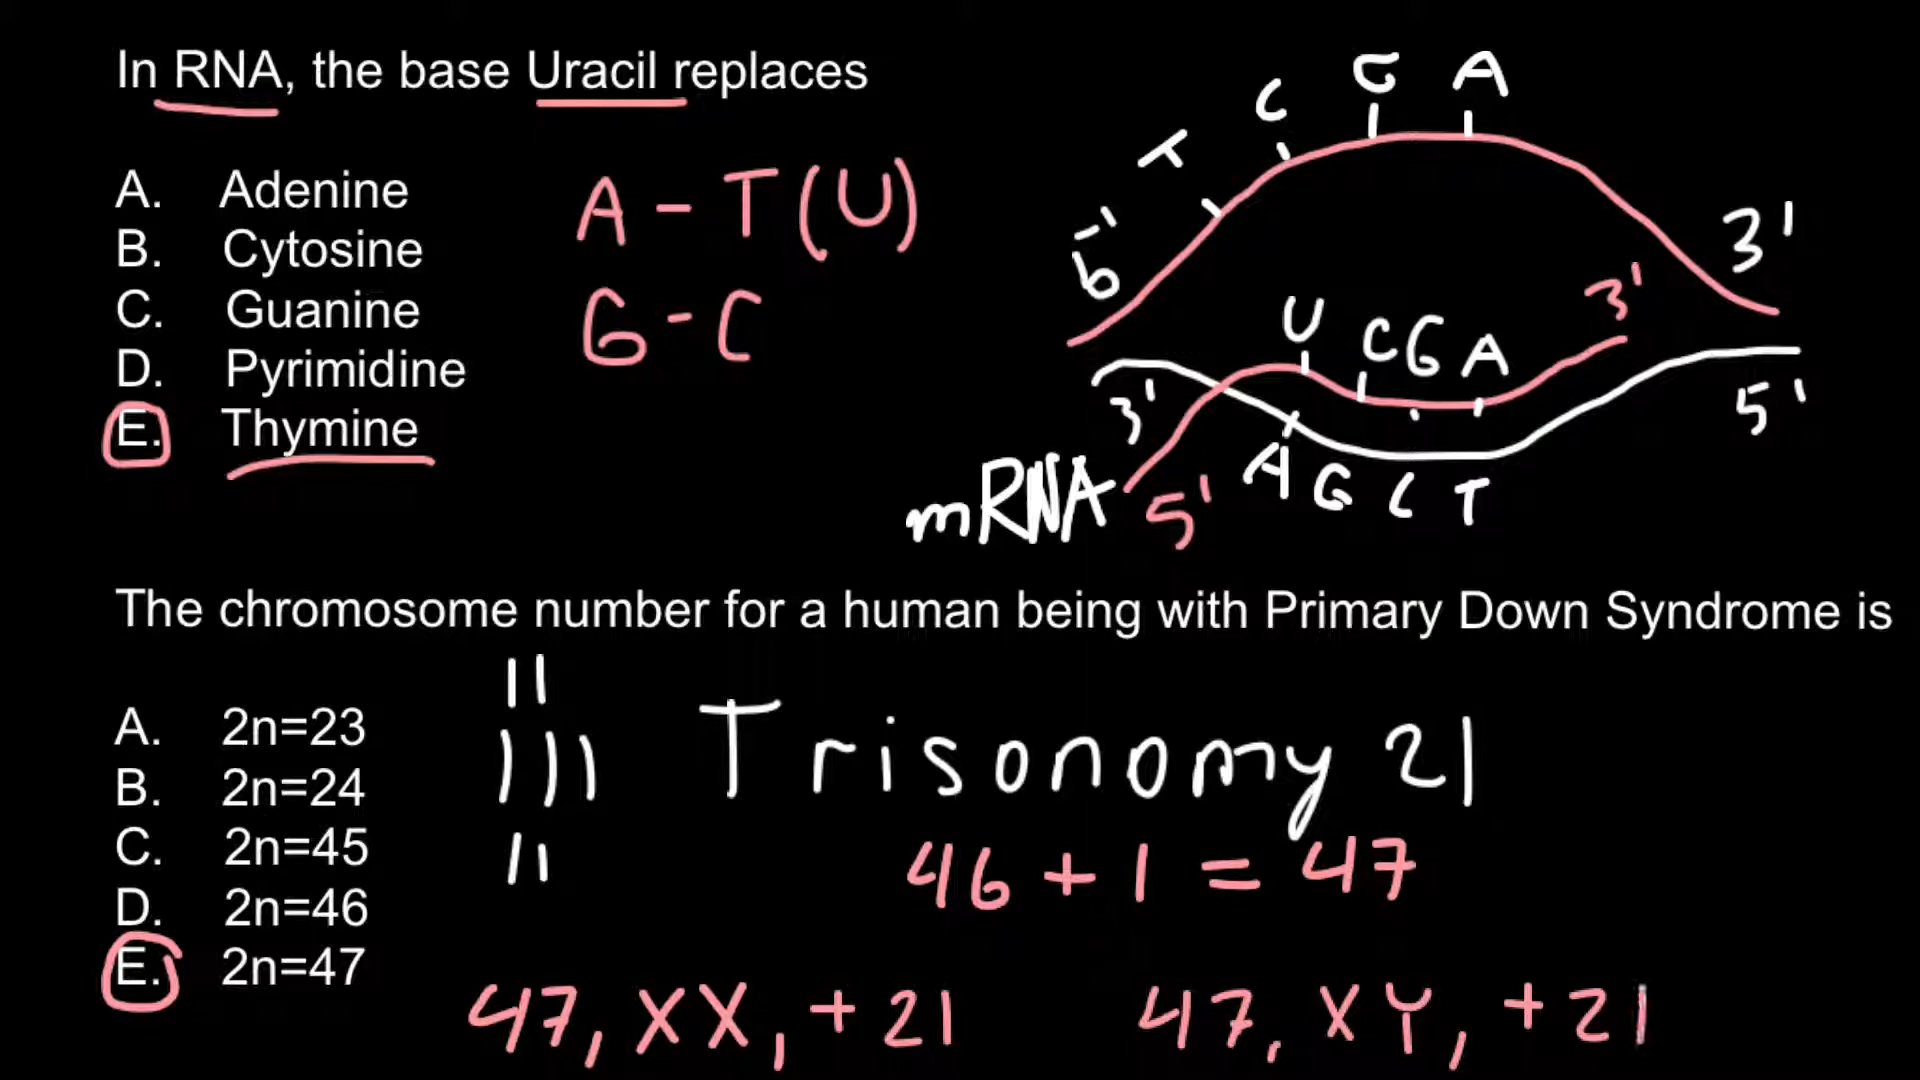 In RNA, the base Uracil replaces
A. Adenine
B. Cytosine
C. Guanine
D. Pyrimidine
E. Thymine
A - T (U)
G - C
5' T C G A 3'
U C G A 3'
3' 5'
mRNA 5' A G C T
The chromosome number for a human being with Primary Down Syndrome is
A. 2n=23
B. 2n=24
C. 2n=45
D. 2n=46
E. 2n=47
Trisonomy 21
46 + 1 = 47
47, XX, +21
47, XY, +21